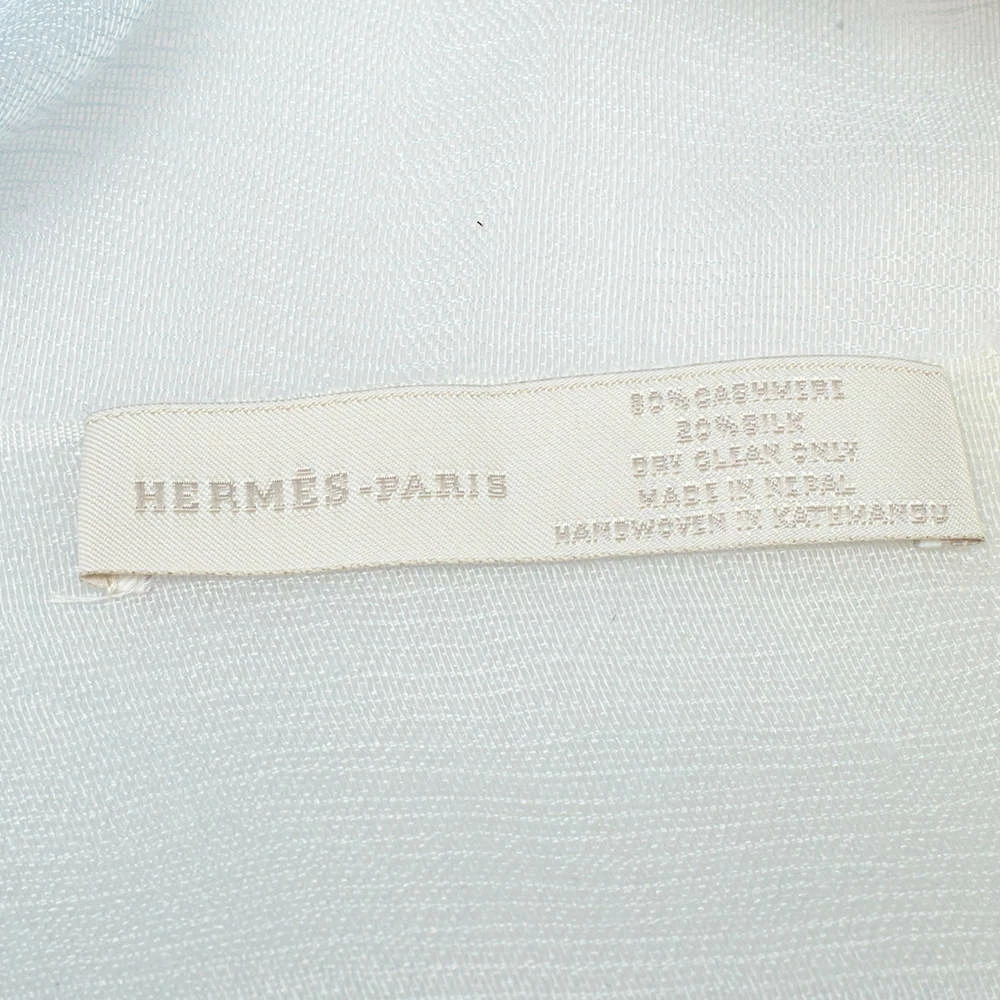 HERMÈS-PARIS
80% CASHMERE
20% SILK
DRY CLEAN ONLY
MADE IN NEPAL
HANDWOVEN IN KATHMANDU